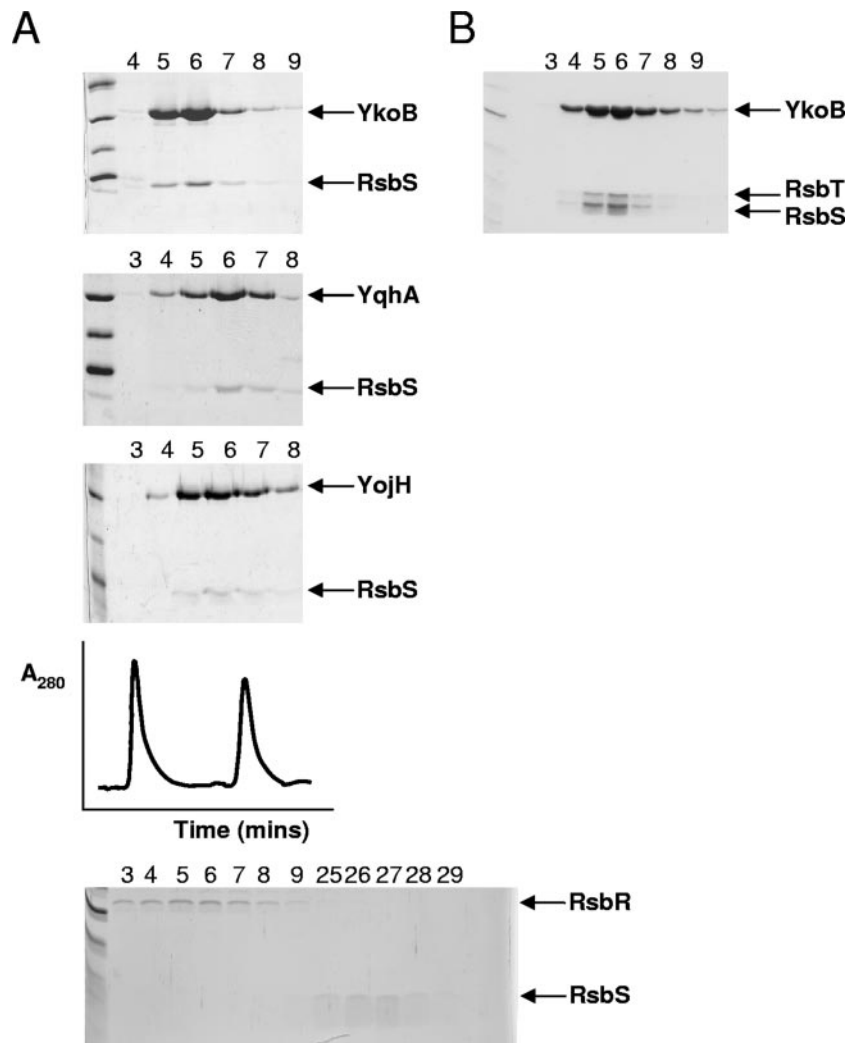 A
4 5 6 7 8 9
YkoB
RsbS
3 4 5 6 7 8
YqhA
RsbS
3 4 5 6 7 8
YojH
RsbS
A280
Time (mins)
3 4 5 6 7 8 9 25 26 27 28 29
RsbR
RsbS
B
3 4 5 6 7 8 9
YkoB
RsbT
RsbS